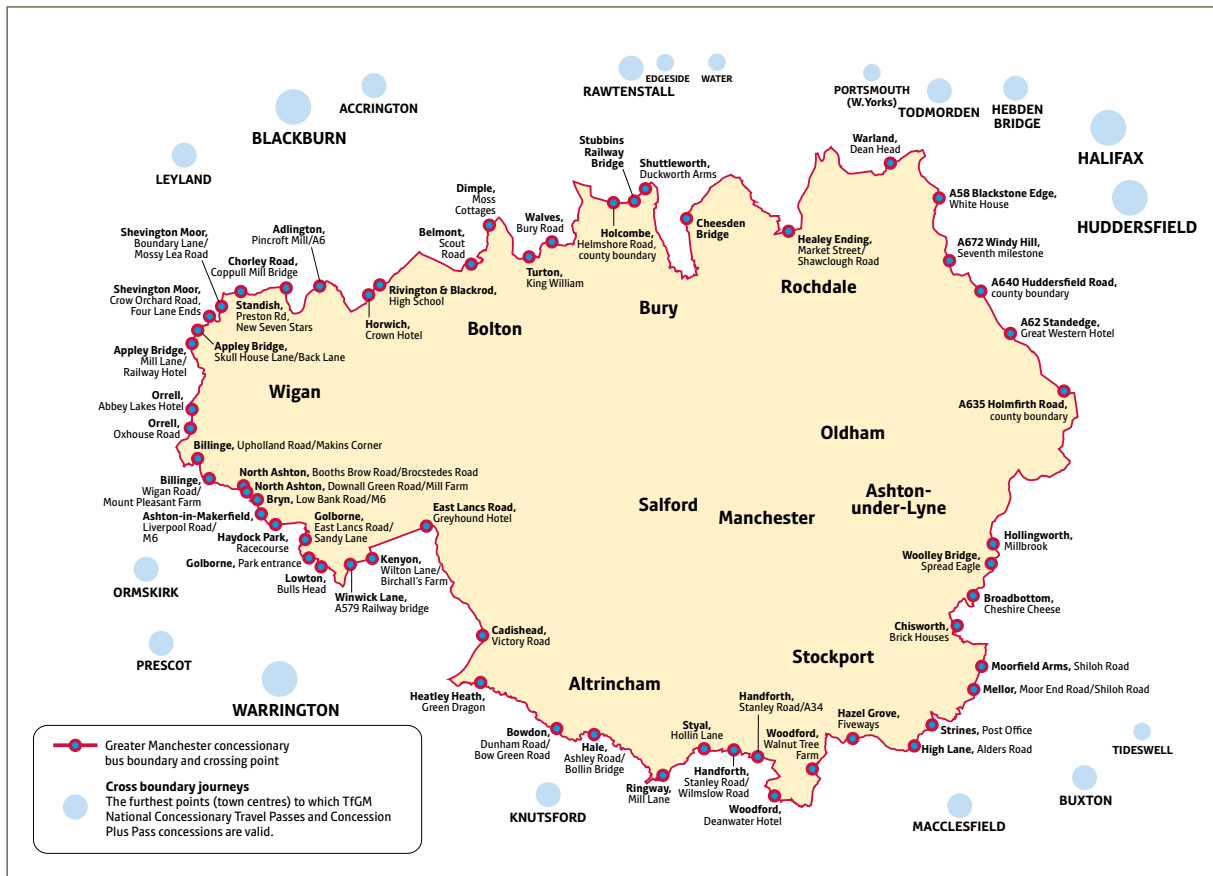 RAWTENSTALL
EDGESIDE
WATER
PORTSMOUTH
(W.Yorks)
TODMORDEN
HEBDEN
BRIDGE
ACCRINGTON
BLACKBURN
LEYLAND
HALIFAX
HUDDERSFIELD
Stubbins
Railway
Bridge
Shuttleworth,
Duckworth Arms
Warland,
Dean Head
Dimple,
Moss
Cottages
Walves,
Bury Road
Belmont,
Scout
Road
Turton,
King William
Holcombe,
Helmshore Road,
county boundary
Cheesden
Bridge
Healey Ending,
Market Street/
Shawclough Road
A58 Blackstone Edge,
White House
A672 Windy Hill,
Seventh milestone
A640 Huddersfield Road,
county boundary
A62 Standedge,
Great Western Hotel
A635 Holmfirth Road,
county boundary
Shevington Moor,
Boundary Lane/
Mossy Lea Road
Adlington,
Pincroft Mill/A6
Chorley Road,
Coppull Mill Bridge
Shevington Moor,
Crow Orchard Road,
Four Lane Ends
Standish,
Preston Rd,
New Seven Stars
Rivington & Blackrod,
High School
Horwich,
Crown Hotel
Appley Bridge,
Mill Lane/
Railway Hotel
Appley Bridge,
Skull House Lane/Back Lane
Bolton
Bury
Rochdale
Wigan
Oldham
Salford
Manchester
Ashton-
under-Lyne
Stockport
Altrincham
Orrell,
Abbey Lakes Hotel
Orrell,
Oxhouse Road
Billinge, Upholland Road/Makins Corner
Billinge,
Wigan Road/
Mount Pleasant Farm
North Ashton, Booths Brow Road/Brocstedes Road
North Ashton, Downall Green Road/Mill Farm
Bryn, Low Bank Road/M6
Ashton-in-Makerfield,
Liverpool Road/
M6
Haydock Park,
Racecourse
Golborne,
East Lancs Road/
Sandy Lane
Golborne, Park entrance
Lowton,
Bulls Head
Winwick Lane,
A579 Railway bridge
Kenyon,
Wilton Lane/
Birchall's Farm
East Lancs Road,
Greyhound Hotel
Cadishead,
Victory Road
Heatley Heath,
Green Dragon
Bowdon,
Dunham Road/
Bow Green Road
Hale,
Ashley Road/
Bollin Bridge
Ringway,
Mill Lane
Styal,
Hollin Lane
Handforth,
Stanley Road/
Wilmslow Road
Handforth,
Stanley Road/A34
Woodford,
Deanwater Hotel
Woodford,
Walnut Tree
Farm
Hazel Grove,
Fiveways
High Lane, Alders Road
Strines, Post Office
Mellor, Moor End Road/Shiloh Road
Moorfield Arms, Shiloh Road
Chisworth,
Brick Houses
Broadbottom,
Cheshire Cheese
Woolley Bridge,
Spread Eagle
Hollingworth,
Millbrook
ORMSKIRK
PRESCOT
WARRINGTON
KNUTSFORD
MACCLESFIELD
BUXTON
TIDESWELL
Greater Manchester concessionary
bus boundary and crossing point
Cross boundary journeys
The furthest points (town centres) to which TfGM
National Concessionary Travel Passes and Concession
Plus Pass concessions are valid.